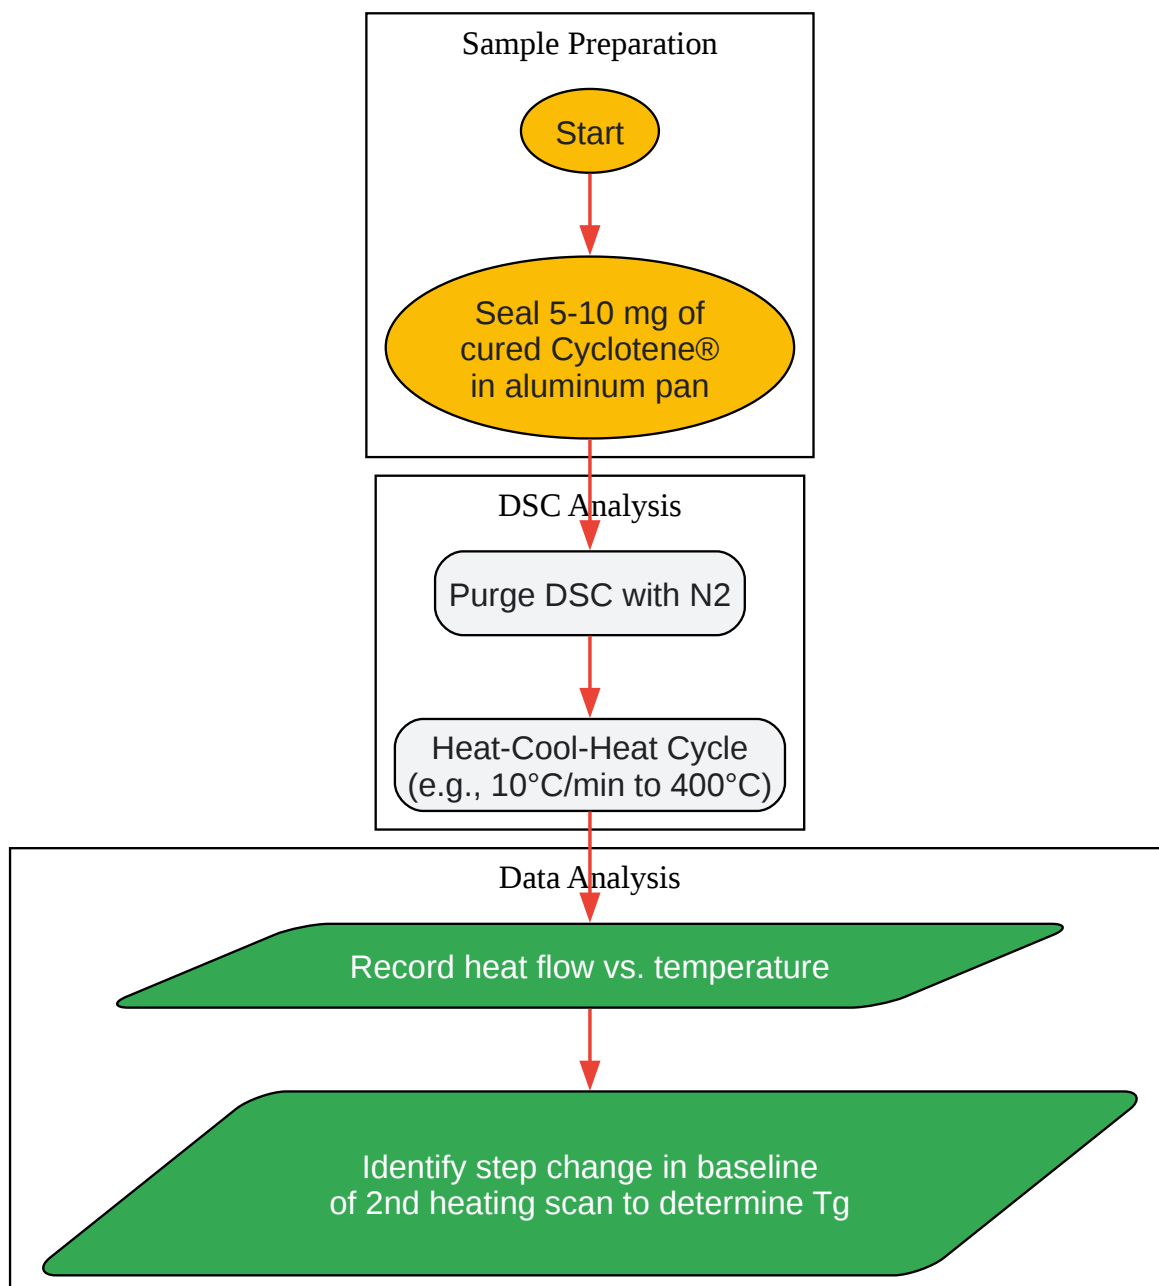 Sample Preparation
Start
Seal 5-10 mg of
cured Cyclotene®
in aluminum pan
DSC Analysis
Purge DSC with N2
Heat-Cool-Heat Cycle
(e.g., 10°C/min to 400°C)
Data Analysis
Record heat flow vs. temperature
Identify step change in baseline
of 2nd heating scan to determine Tg